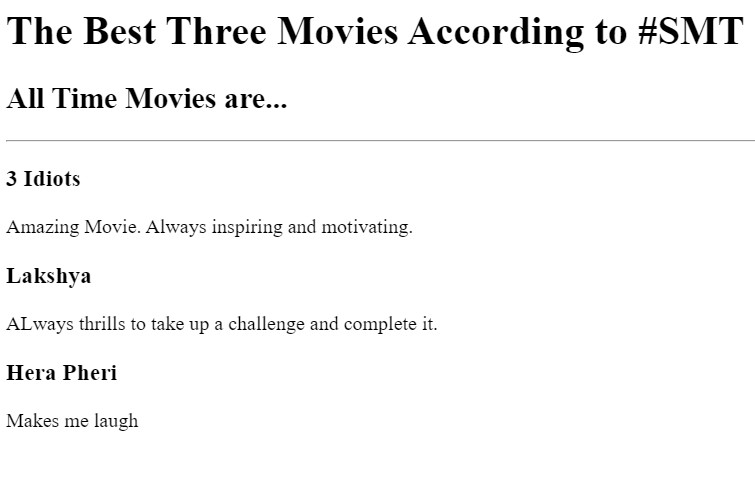 The Best Three Movies According to #SMT
All Time Movies are...
3 Idiots
Amazing Movie. Always inspiring and motivating.
Lakshya
ALways thrills to take up a challenge and complete it.
Hera Pheri
Makes me laugh